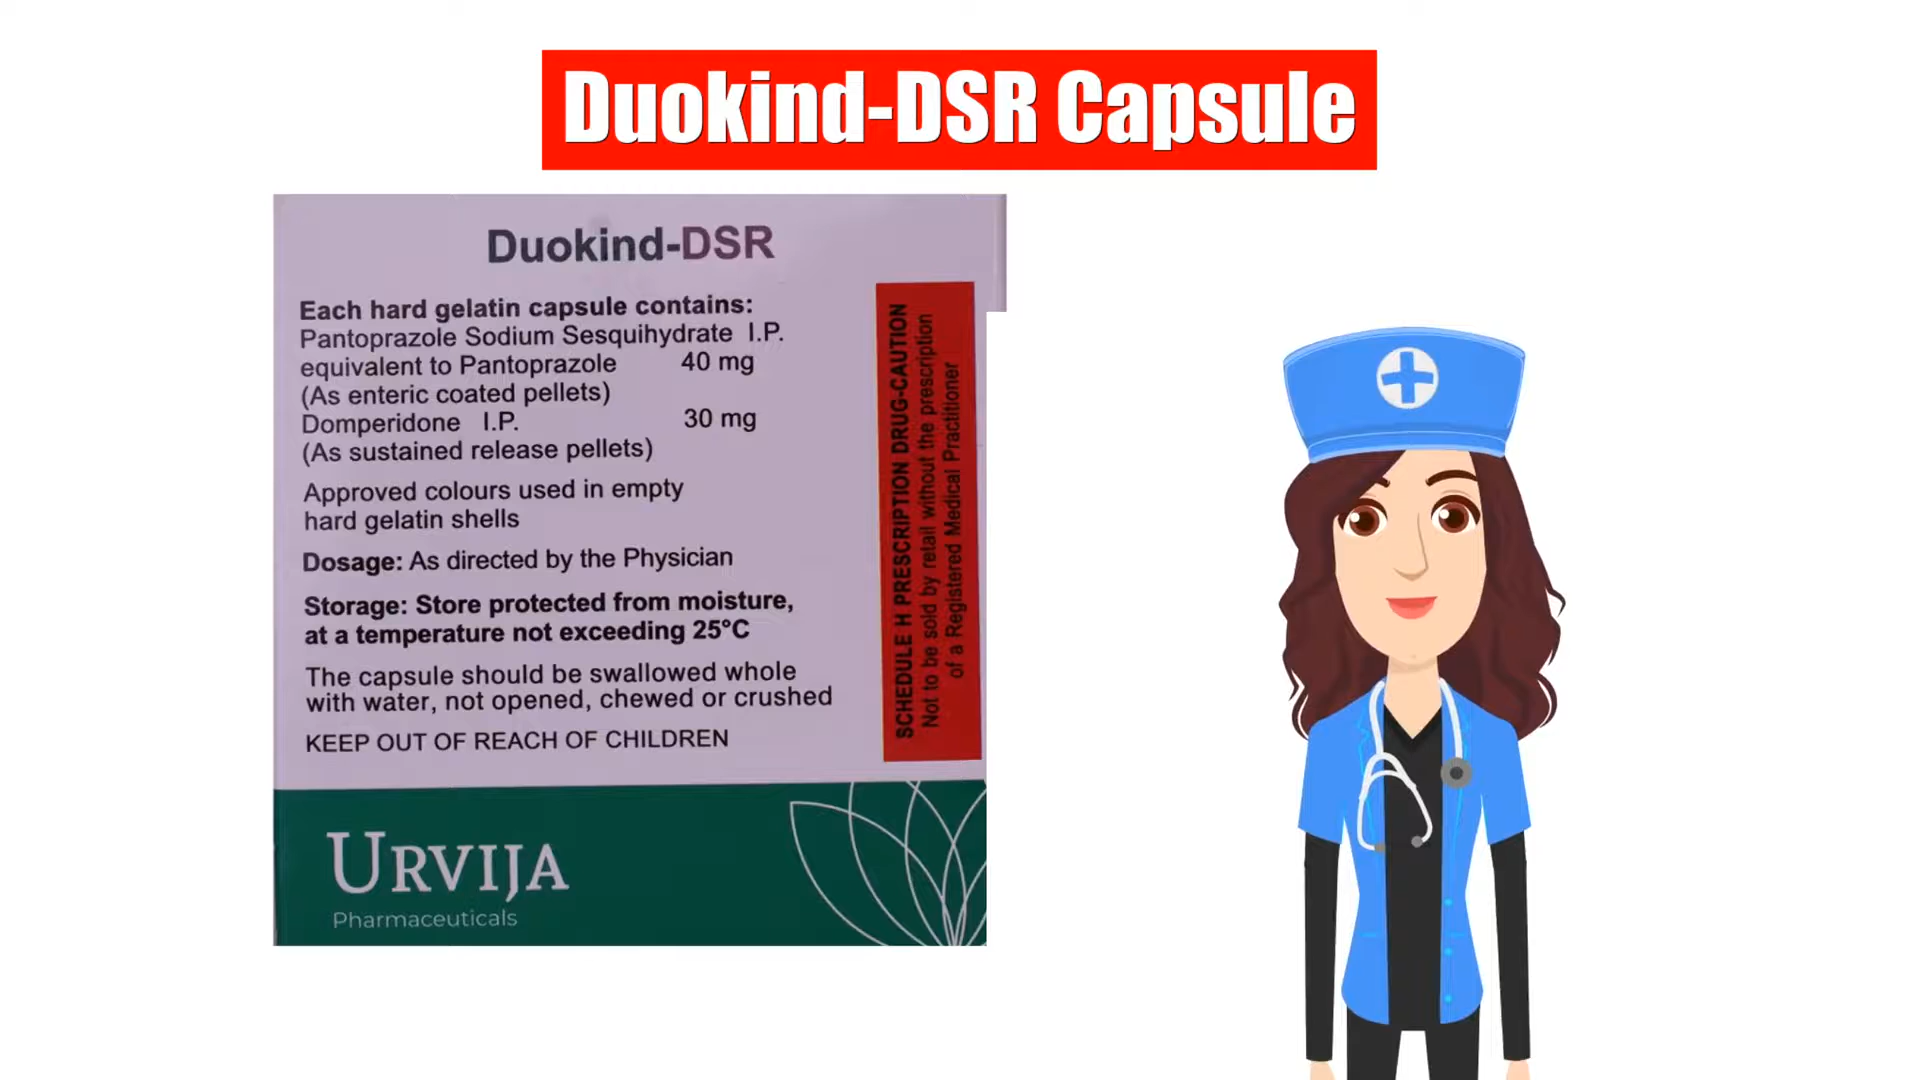 Duokind-DSR Capsule
Duokind-DSR
Each hard gelatin capsule contains:
Pantoprazole Sodium Sesquihydrate I.P.
equivalent to Pantoprazole 40 mg
(As enteric coated pellets)
Domperidone I.P. 30 mg
(As sustained release pellets)
Approved colours used in empty
hard gelatin shells
Dosage: As directed by the Physician
Storage: Store protected from moisture,
at a temperature not exceeding 25°C
The capsule should be swallowed whole
with water, not opened, chewed or crushed
KEEP OUT OF REACH OF CHILDREN
SCHEDULE H PRESCRIPTION DRUG-CAUTION
Not to be sold by retail without the prescription
of a Registered Medical Practitioner
URVIJA
Pharmaceuticals